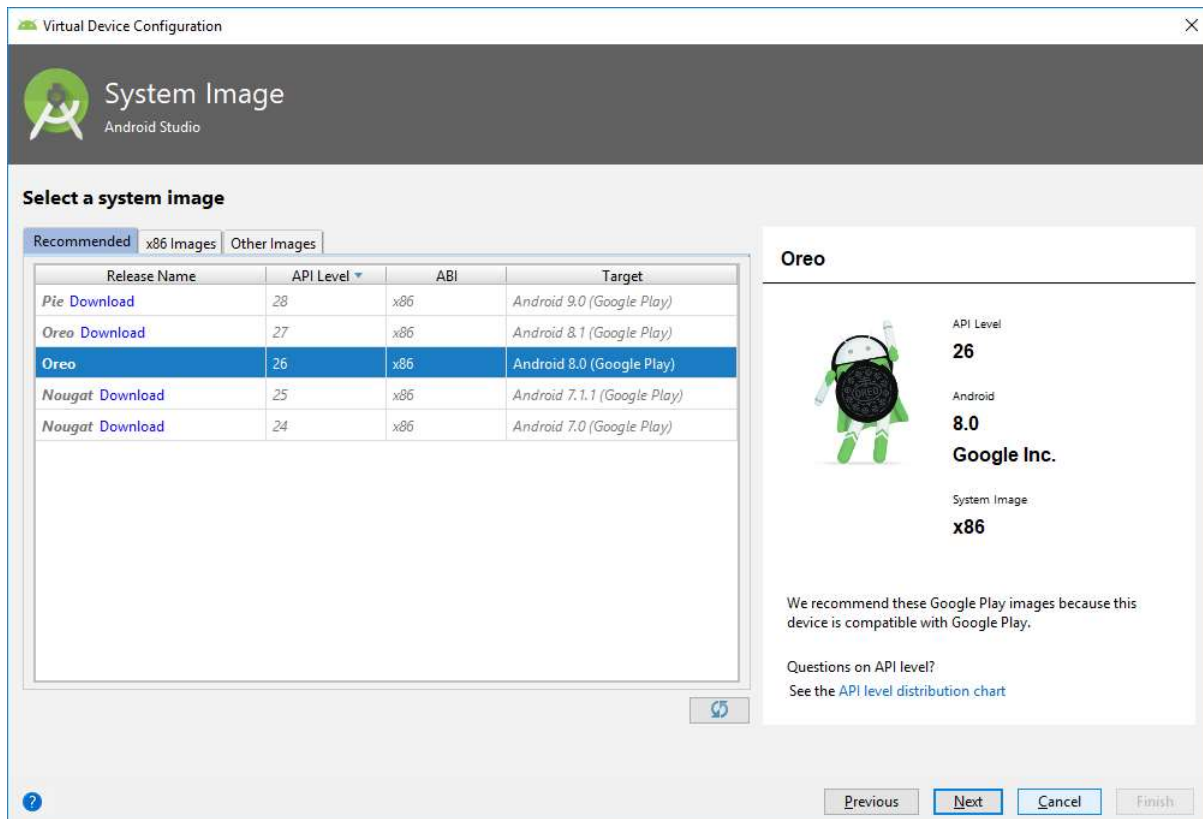 Virtual Device Configuration
System Image
Android Studio
Select a system image
Recommended x86 Images Other Images
Release Name API Level ABI Target
Pie Download 28 x86 Android 9.0 (Google Play)
Oreo Download 27 x86 Android 8.1 (Google Play)
Oreo 26 x86 Android 8.0 (Google Play)
Nougat Download 25 x86 Android 7.1.1 (Google Play)
Nougat Download 24 x86 Android 7.0 (Google Play)
Oreo
OREO
API Level
26
Android
8.0
Google Inc.
System Image
x86
We recommend these Google Play images because this
device is compatible with Google Play.
Questions on API level?
See the API level distribution chart
?
Previous Next Cancel Finish